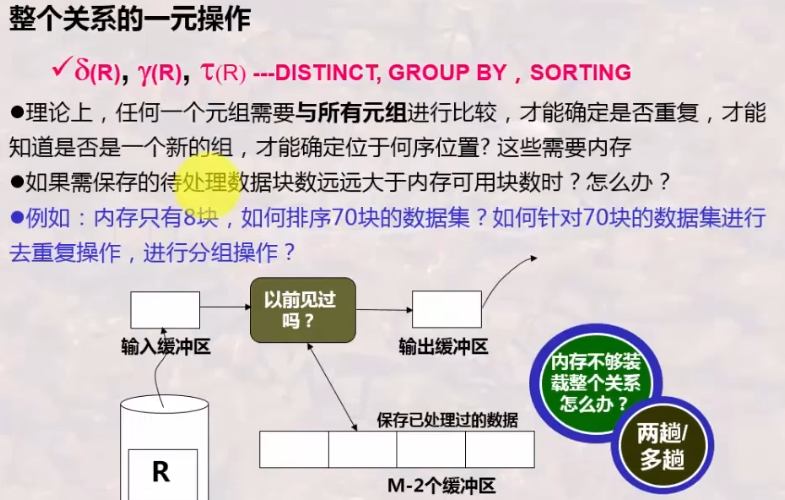 整个关系的一元操作
✓δ(R), γ(R), τ(R) ---DISTINCT, GROUP BY，SORTING
●理论上，任何一个元组需要与所有元组进行比较，才能确定是否重复，才能
知道是否是一个新的组，才能确定位于何序位置? 这些需要内存
●如果需保存的待处理数据块数远远大于内存可用块数时？怎么办？
●例如：内存只有8块，如何排序70块的数据集？如何针对70块的数据集进行
去重复操作，进行分组操作？
以前见过
吗？
输入缓冲区
输出缓冲区
内存不够装
载整个关系
怎么办？
保存已处理过的数据
两趟/
多趟
R
M-2个缓冲区